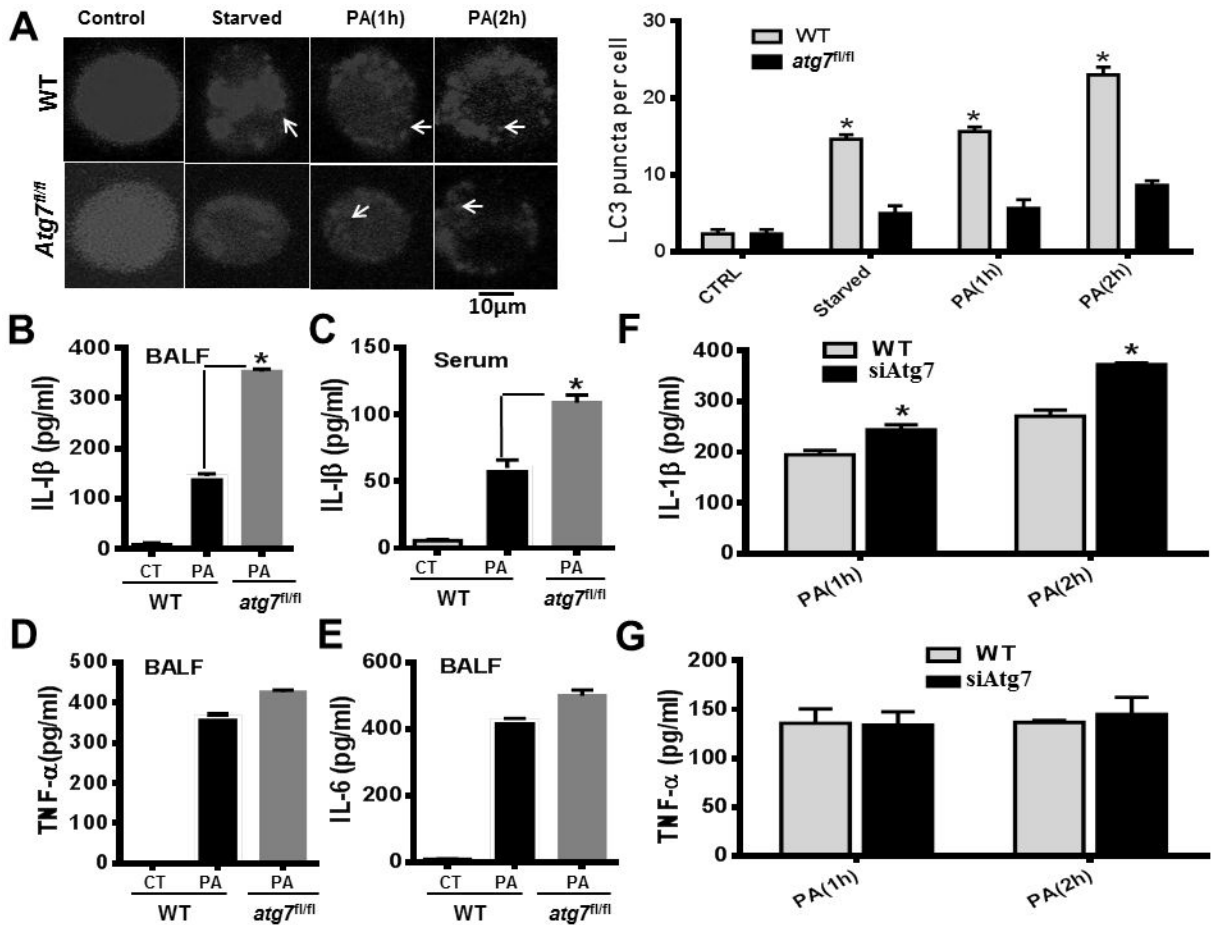 A
Control Starved PA(1h) PA(2h)
WT
Atg7fl/fl
10μm
LC3 puncta per cell
30
20
10
0
WT
atg7fl/fl
* * *
CTRL Starved PA(1h) PA(2h)
B
IL-Iβ (pg/ml)
400
300
200
100
0
BALF
*
CT PA PA
WT atg7fl/fl
C
IL-Iβ (pg/ml)
150
100
50
0
Serum
*
CT PA PA
WT atg7fl/fl
F
IL-1β (pg/ml)
400
300
200
100
0
WT
siAtg7
* *
PA(1h) PA(2h)
D
TNF-α(pg/ml)
500
400
300
200
100
0
BALF
CT PA PA
WT atg7fl/fl
E
IL-6 (pg/ml)
600
400
200
0
BALF
CT PA PA
WT atg7fl/fl
G
TNF-α (pg/ml)
200
150
100
50
0
WT
siAtg7
PA(1h) PA(2h)